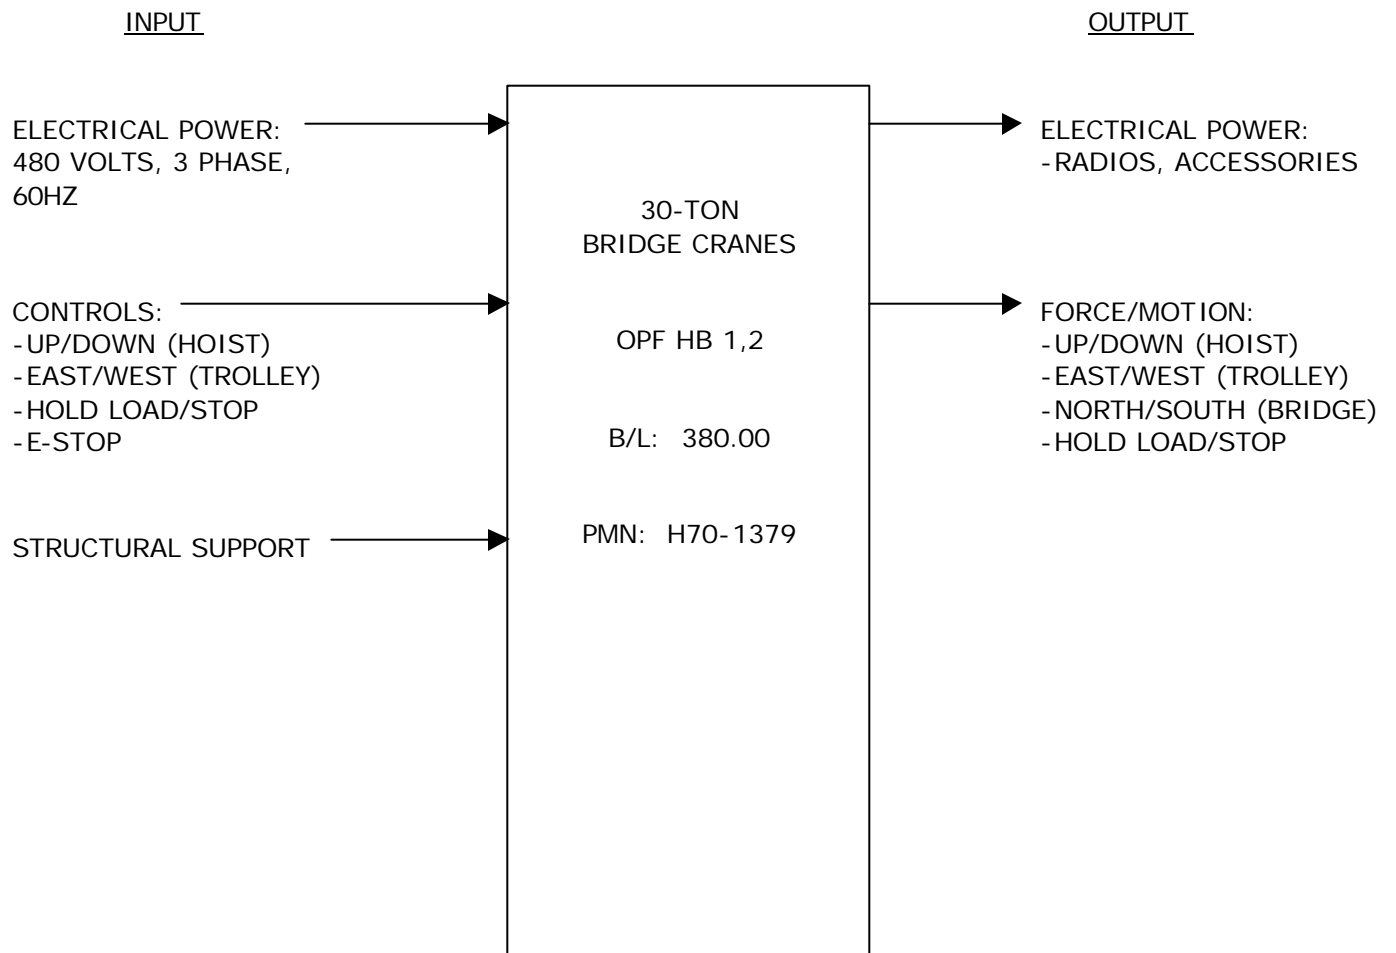 INPUT
OUTPUT
ELECTRICAL POWER:
480 VOLTS, 3 PHASE,
60HZ
CONTROLS:
-UP/DOWN (HOIST)
-EAST/WEST (TROLLEY)
-HOLD LOAD/STOP
-E-STOP
STRUCTURAL SUPPORT
30-TON
BRIDGE CRANES
OPF HB 1,2
B/L: 380.00
PMN: H70-1379
ELECTRICAL POWER:
-RADIOS, ACCESSORIES
FORCE/MOTION:
-UP/DOWN (HOIST)
-EAST/WEST (TROLLEY)
-NORTH/SOUTH (BRIDGE)
-HOLD LOAD/STOP